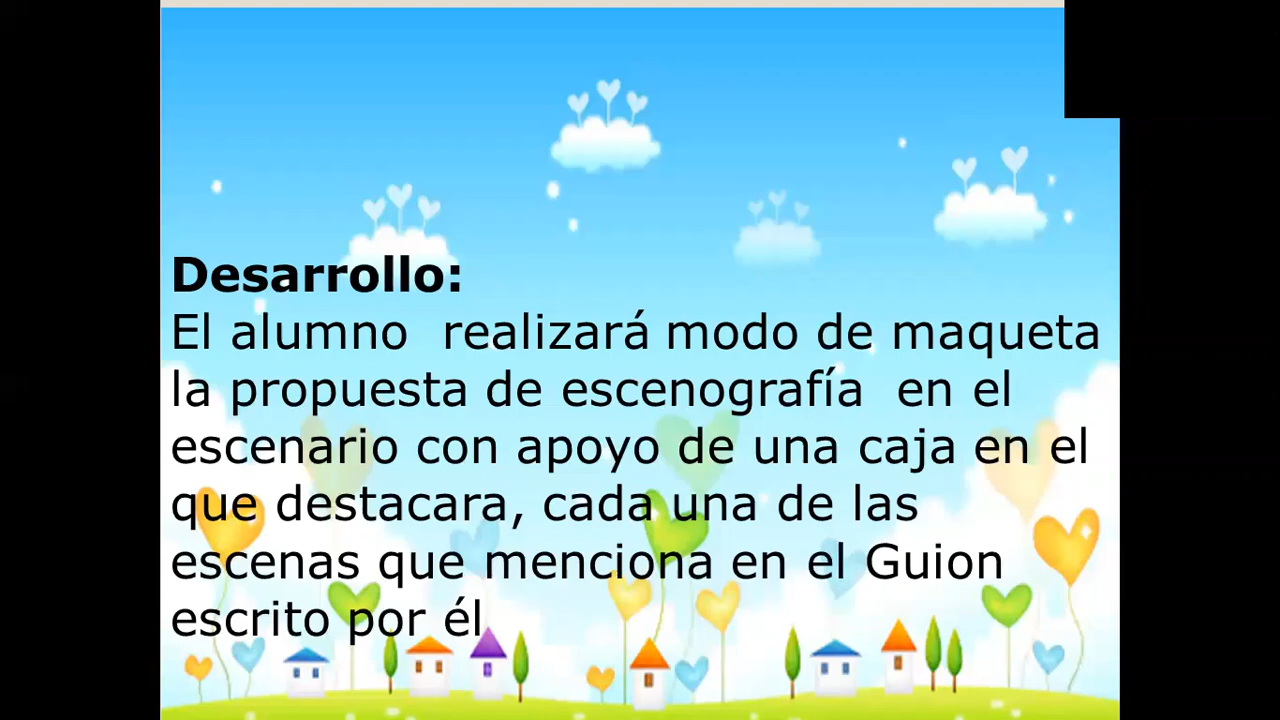 Desarrollo:
El alumno  realizará modo de maqueta
la propuesta de escenografía  en el
escenario con apoyo de una caja en el
que destacara, cada una de las
escenas que menciona en el Guion
escrito por él